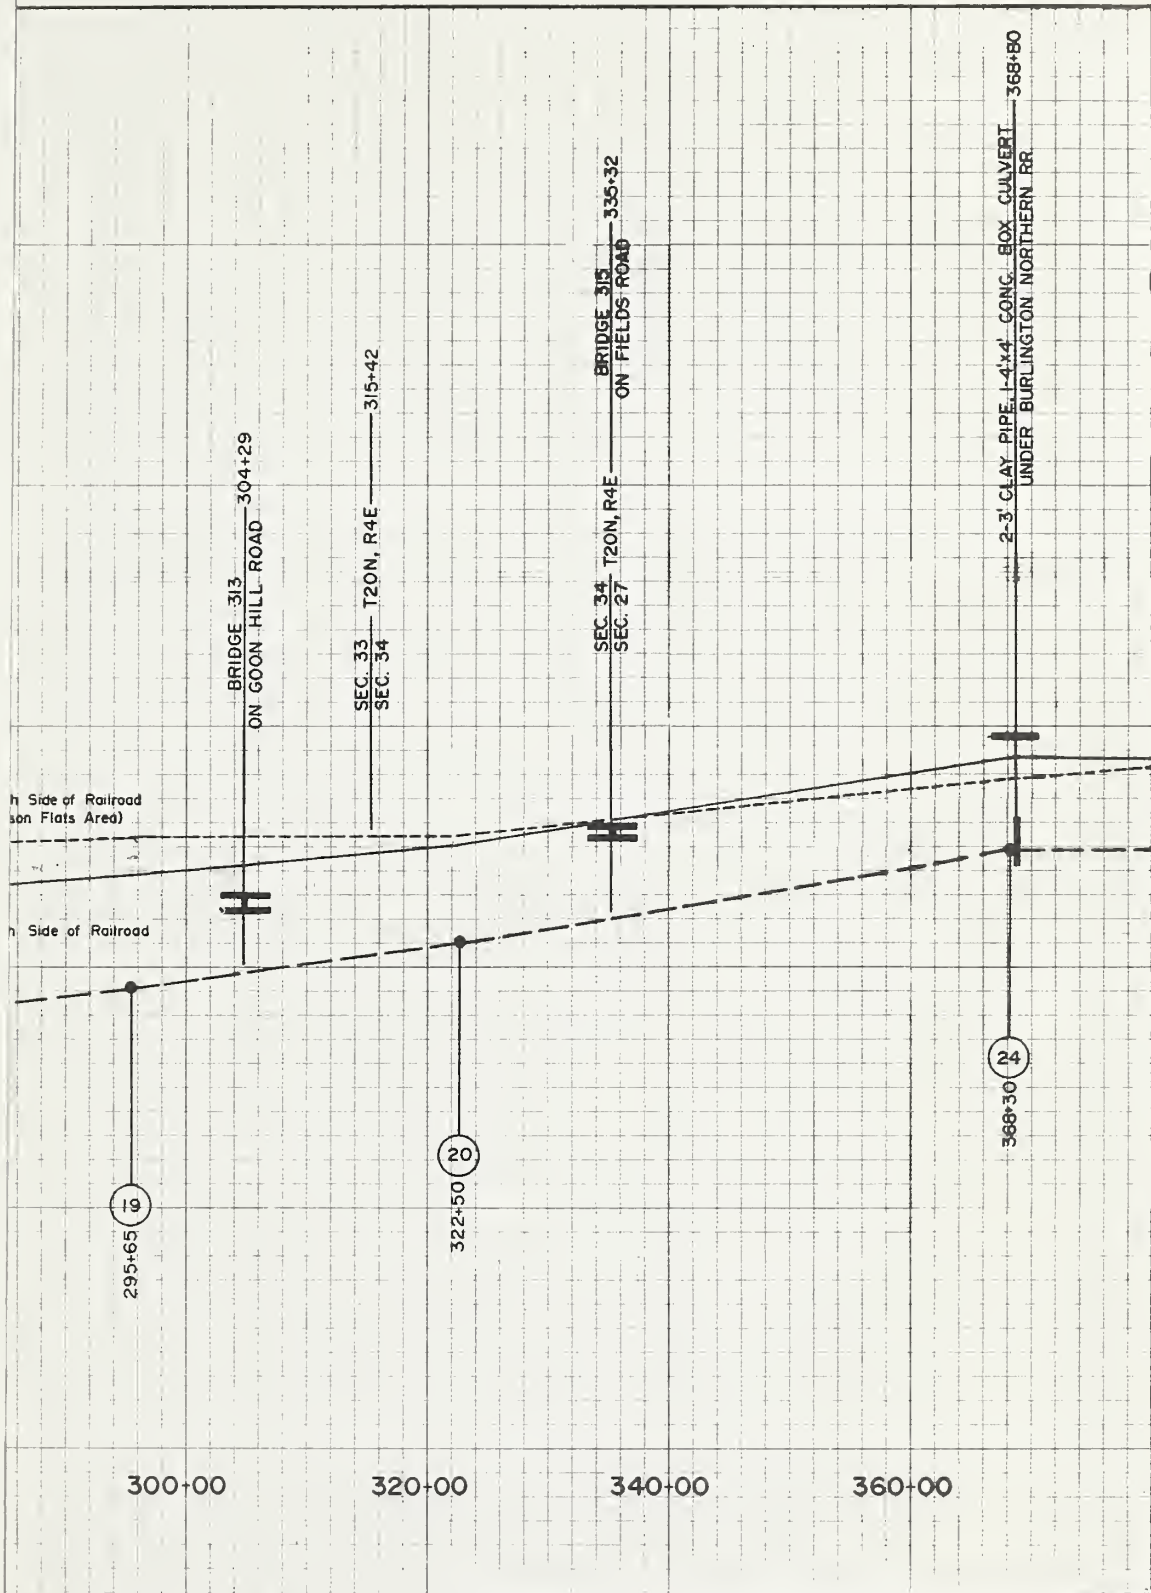 BRIDGE 313
ON GOON HILL ROAD
304+29
SEC. 33
SEC. 34
T20N, R4E
315+42
SEC. 34
SEC. 27
T20N, R4E
BRIDGE 315
ON FIELDS ROAD
335+32
2-3' CLAY PIPE, 1-4'x4' CONC. BOX CULVERT
UNDER BURLINGTON NORTHERN RR
368+80
h Side of Railroad
son Flats Area)
h Side of Railroad
19
295+65
20
322+50
24
368+30
300+00 320+00 340+00 360+00